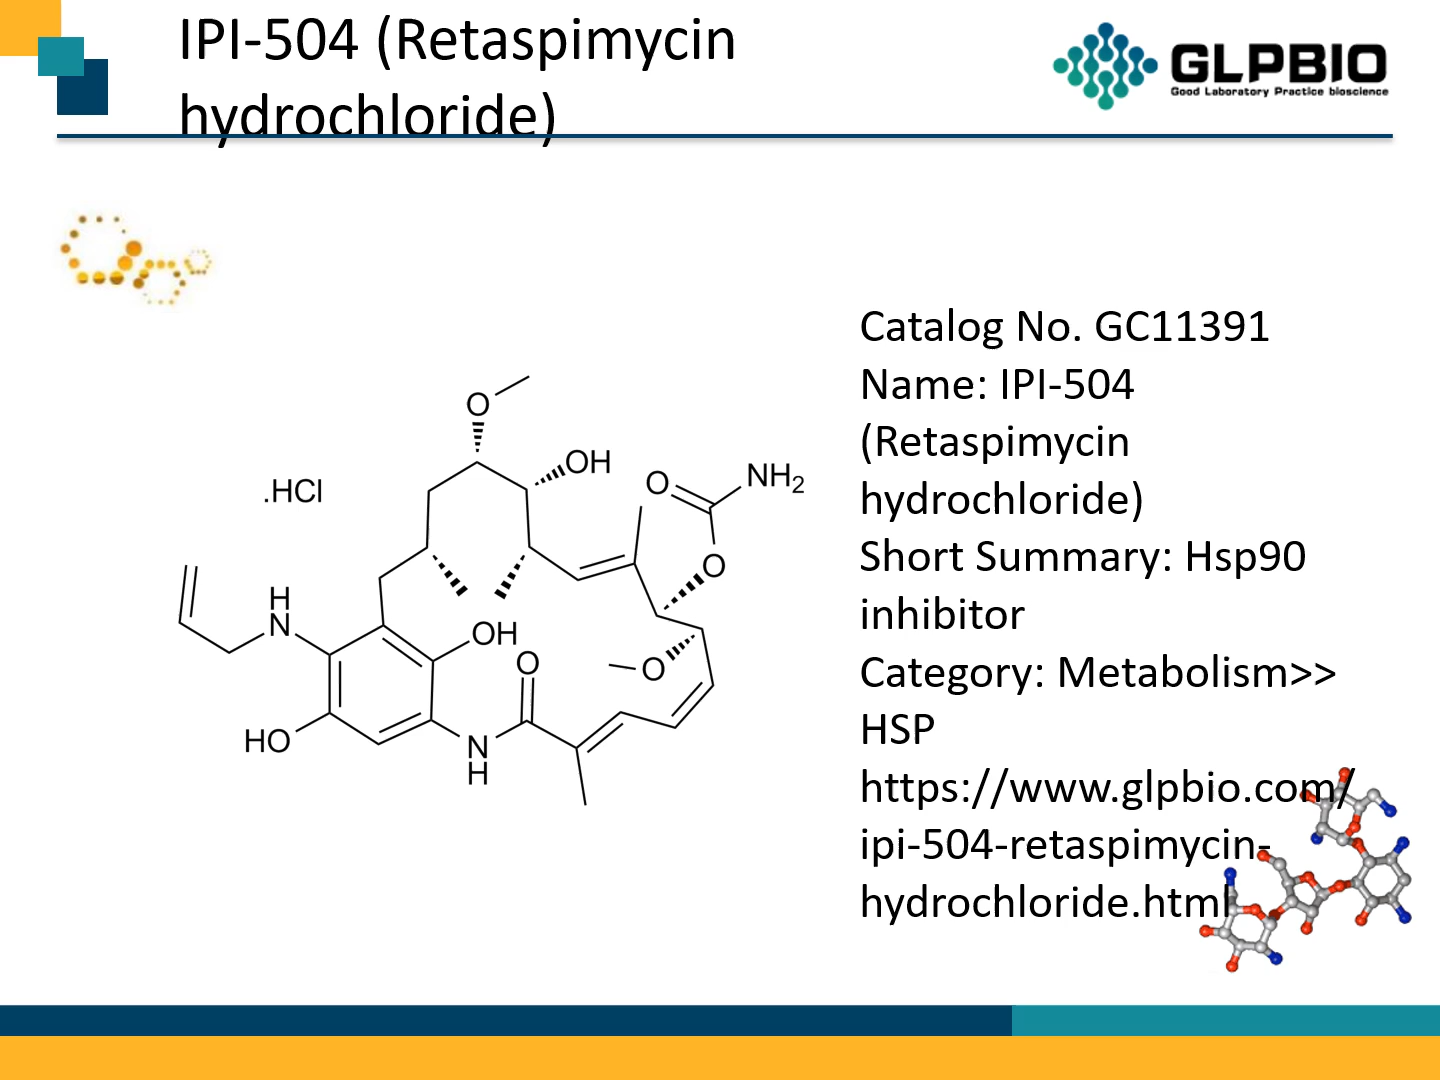 IPI-504 (Retaspimycin
hydrochloride)
GLPBIO
Good Laboratory Practice bioscience
O
OH
.HCl
O
NH2
O
H
N
OH
O
O
HO
N
H
Catalog No. GC11391
Name: IPI-504
(Retaspimycin
hydrochloride)
Short Summary: Hsp90
inhibitor
Category: Metabolism>>
HSP
https://www.glpbio.com/
ipi-504-retaspimycin-
hydrochloride.html